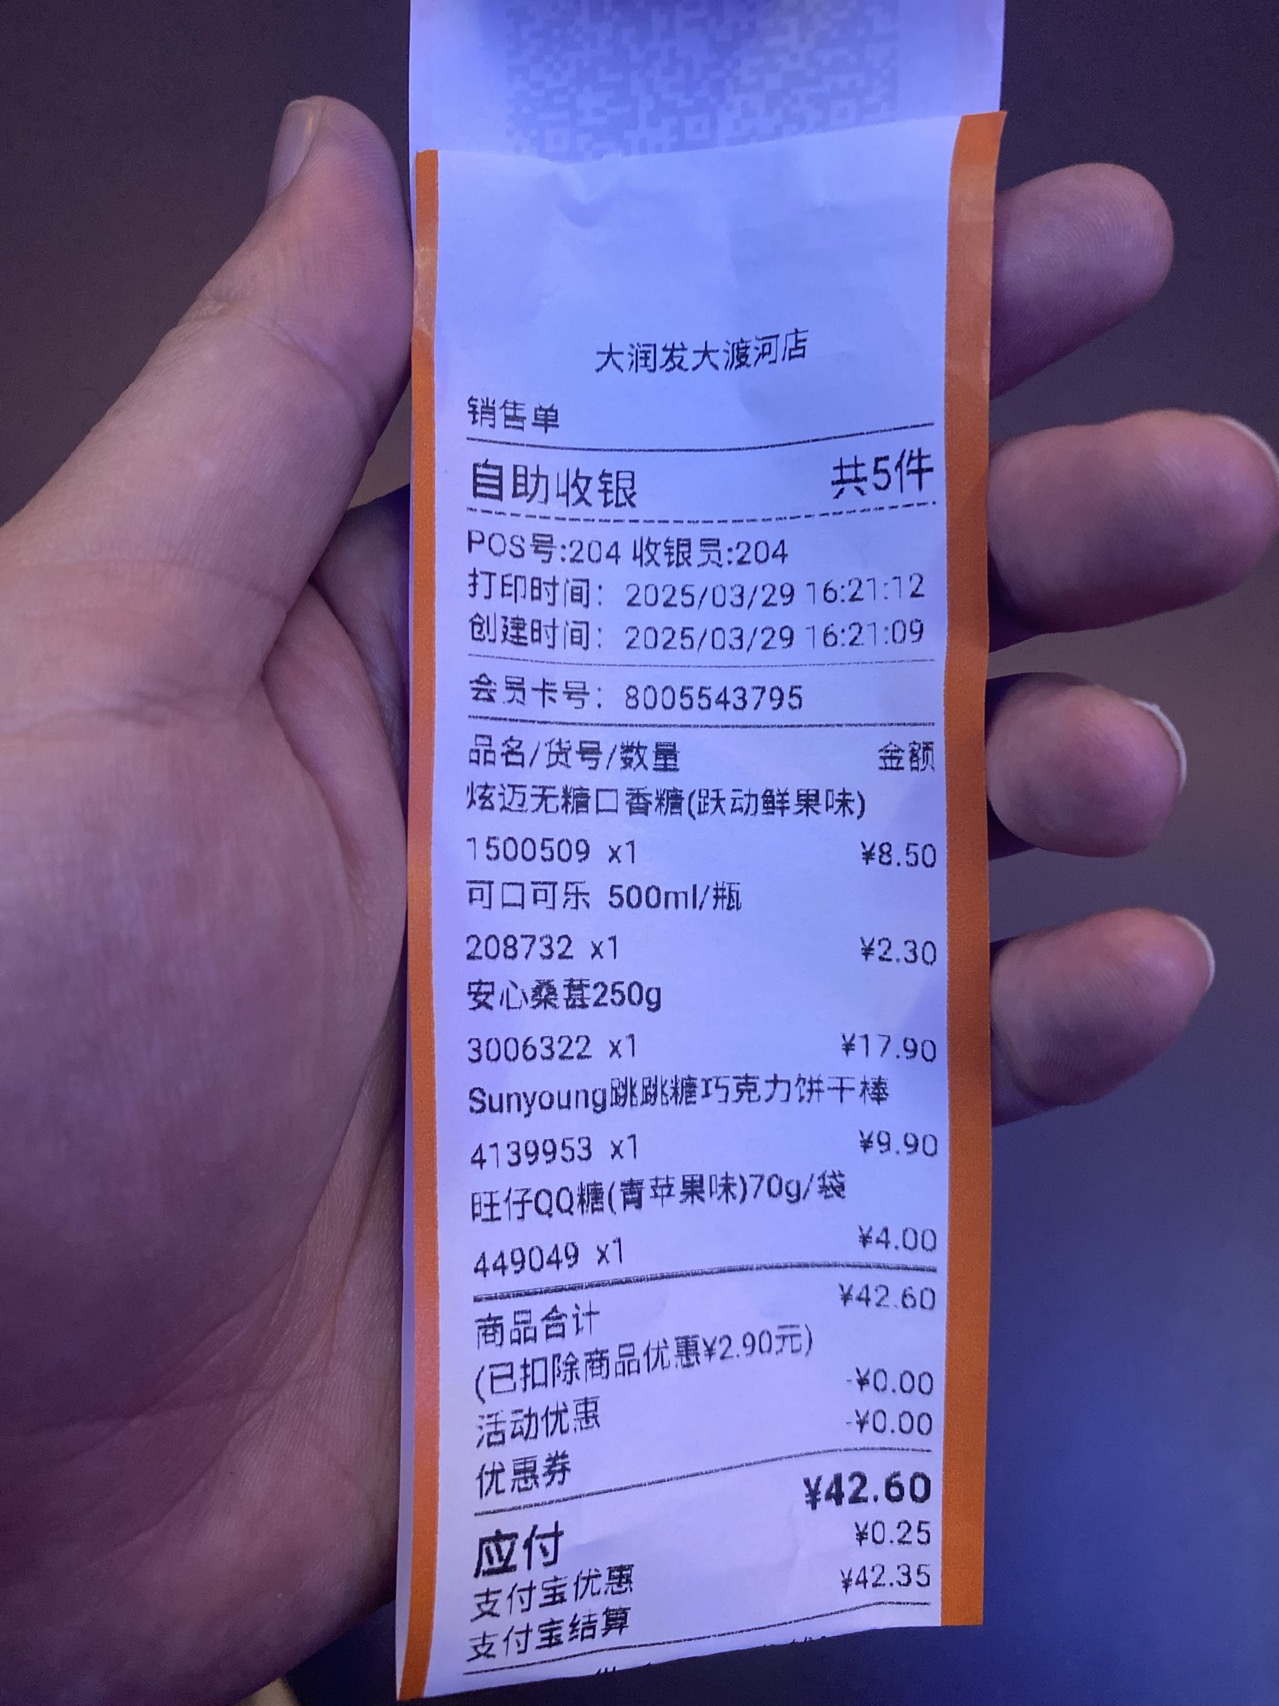 大润发大渡河店
销售单
自助收银 共5件
POS号:204 收银员:204
打印时间: 2025/03/29 16:21:12
创建时间: 2025/03/29 16:21:09
会员卡号: 8005543795
品名/货号/数量 金额
炫迈无糖口香糖(跃动鲜果味)
1500509 x1 ¥8.50
可口可乐 500ml/瓶
208732 x1 ¥2.30
安心桑葚250g
3006322 x1 ¥17.90
Sunyoung跳跳糖巧克力饼干棒
4139953 x1 ¥9.90
旺仔QQ糖(青苹果味)70g/袋
449049 x1 ¥4.00
商品合计 ¥42.60
(已扣除商品优惠¥2.90元)
活动优惠 -¥0.00
优惠券 -¥0.00
应付 ¥42.60
支付宝优惠 ¥0.25
支付宝结算 ¥42.35